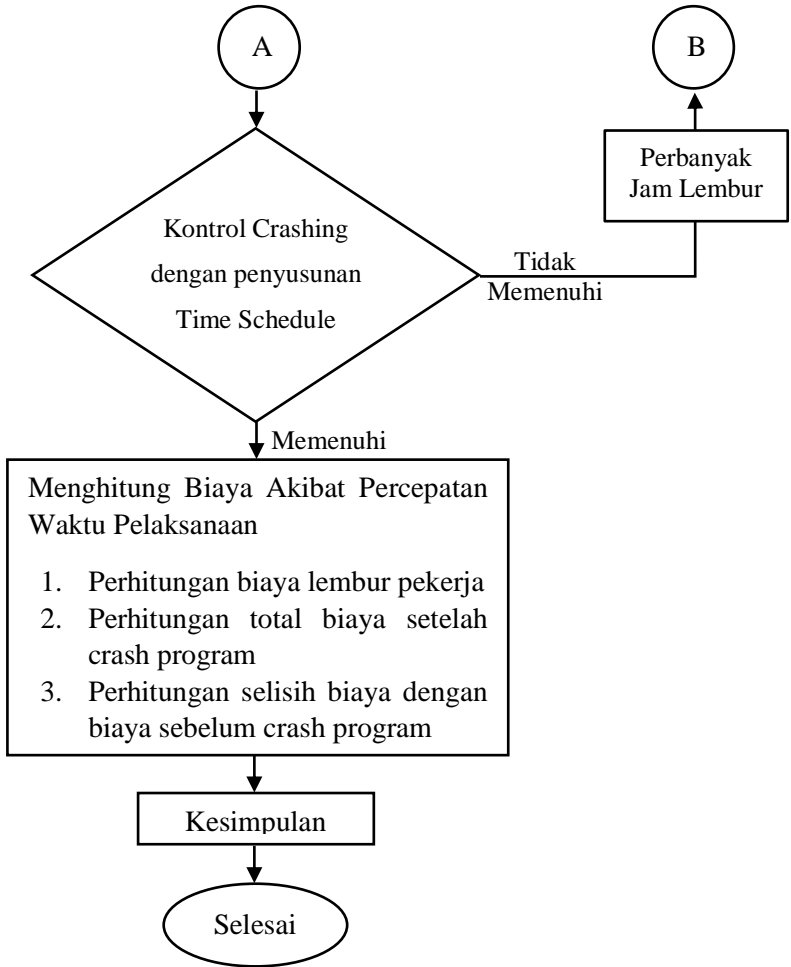 A
B
Perbanyak
Jam Lembur
Kontrol Crashing
dengan penyusunan
Time Schedule
Tidak
Memenuhi
Memenuhi
Menghitung Biaya Akibat Percepatan
Waktu Pelaksanaan
1. Perhitungan biaya lembur pekerja
2. Perhitungan total biaya setelah
crash program
3. Perhitungan selisih biaya dengan
biaya sebelum crash program
Kesimpulan
Selesai